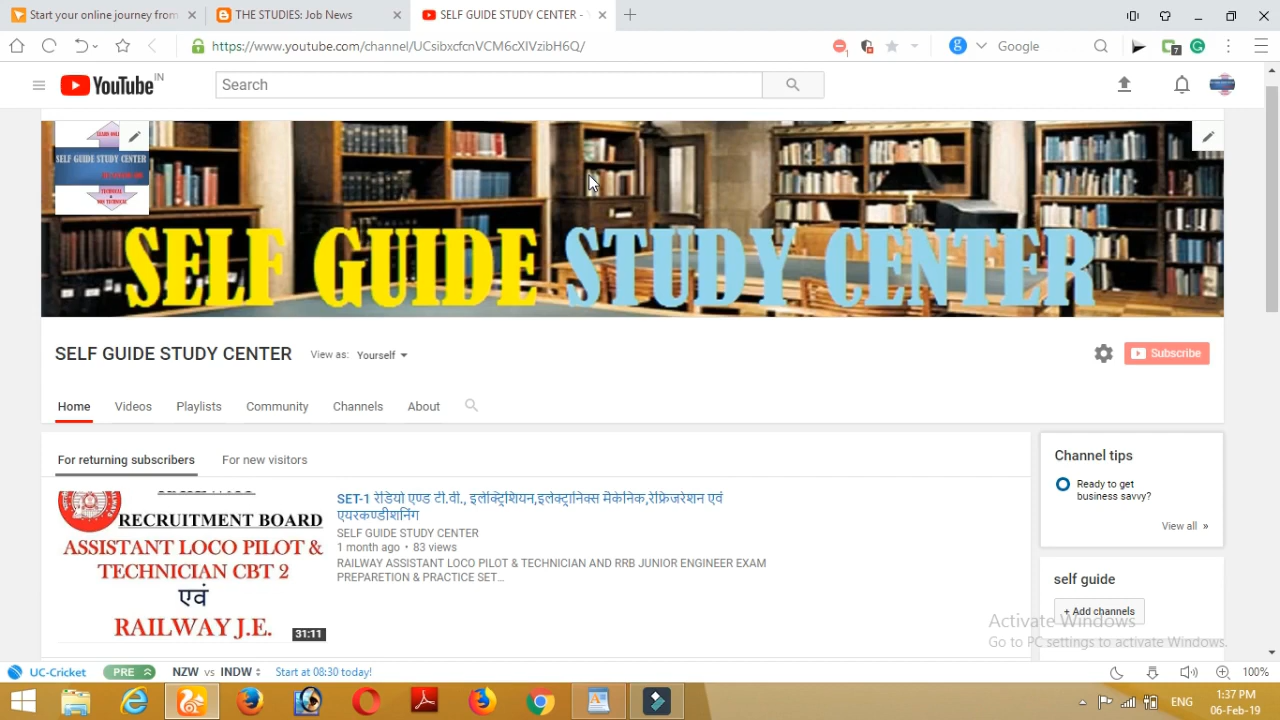 Start your online journey from
THE STUDIES: Job News
SELF GUIDE STUDY CENTER -
https://www.youtube.com/channel/UCsibxcfcnVCM6cXIVzibH6Q/
1
g
Google
7
YouTube IN
Search
SELF GUIDE STUDY CENTER
TECHNICAL
SELF GUIDE STUDY CENTER
SELF GUIDE STUDY CENTER
View as: Yourself
Subscribe
Home
Videos
Playlists
Community
Channels
About
For returning subscribers
For new visitors
RECRUITMENT BOARD
ASSISTANT LOCO PILOT &
TECHNICIAN CBT 2
एवं
RAILWAY J.E.
31:11
SET-1 रेडियो एण्ड टी.वी., इलेक्ट्रिशियन,इलेक्ट्रानिक्स मैकेनिक,रेफ्रिजरेशन एवं
एयरकण्डीशनिंग
SELF GUIDE STUDY CENTER
1 month ago • 83 views
RAILWAY ASSISTANT LOCO PILOT & TECHNICIAN AND RRB JUNIOR ENGINEER EXAM
PREPARETION & PRACTICE SET...
Channel tips
Ready to get
business savvy?
View all »
self guide
+ Add channels
Activate Windows
Go to PC settings to activate Windows.
UC-Cricket
PRE
NZW vs INDW
Start at 08:30 today!
100%
ENG
1:37 PM
06-Feb-19